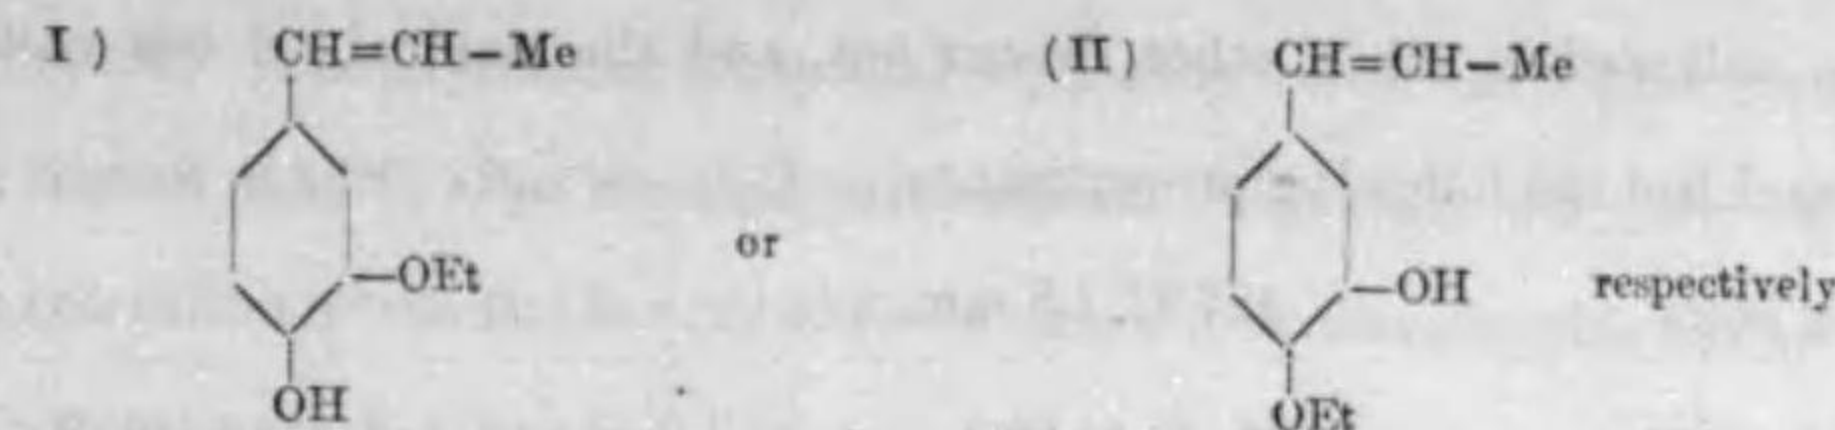 I) CH=CH–Me (II) CH=CH–Me
–OEt or –OH respectively
OH OEt